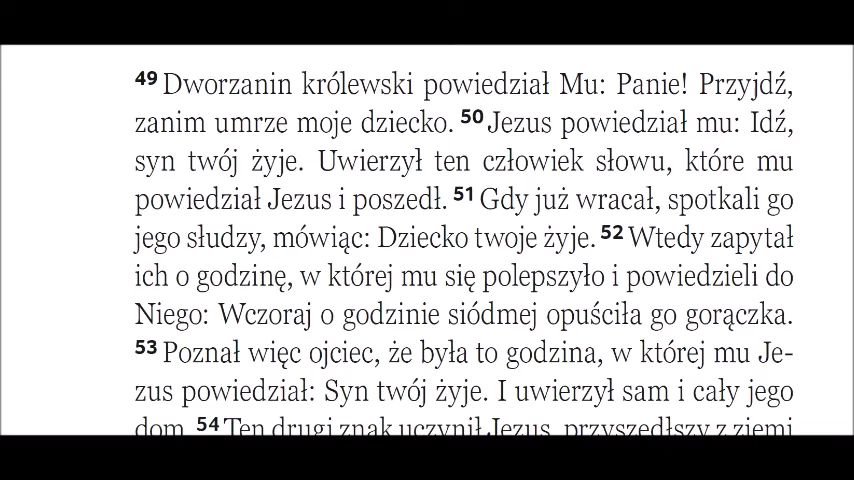 49 Dworzanin królewski powiedział Mu: Panie! Przyjdź,
zanim umrze moje dziecko. 50 Jezus powiedział mu: Idź,
syn twój żyje. Uwierzył ten człowiek słowu, które mu
powiedział Jezus i poszedł. 51 Gdy już wracał, spotkali go
jego słudzy, mówiąc: Dziecko twoje żyje. 52 Wtedy zapytał
ich o godzinę, w której mu się polepszyło i powiedzieli do
Niego: Wczoraj o godzinie siódmej opuściła go gorączka.
53 Poznał więc ojciec, że była to godzina, w której mu Je-
zus powiedział: Syn twój żyje. I uwierzył sam i cały jego
dom. 54 Ten drugi znak uczynił Jezus, przyszedłszy z ziemi